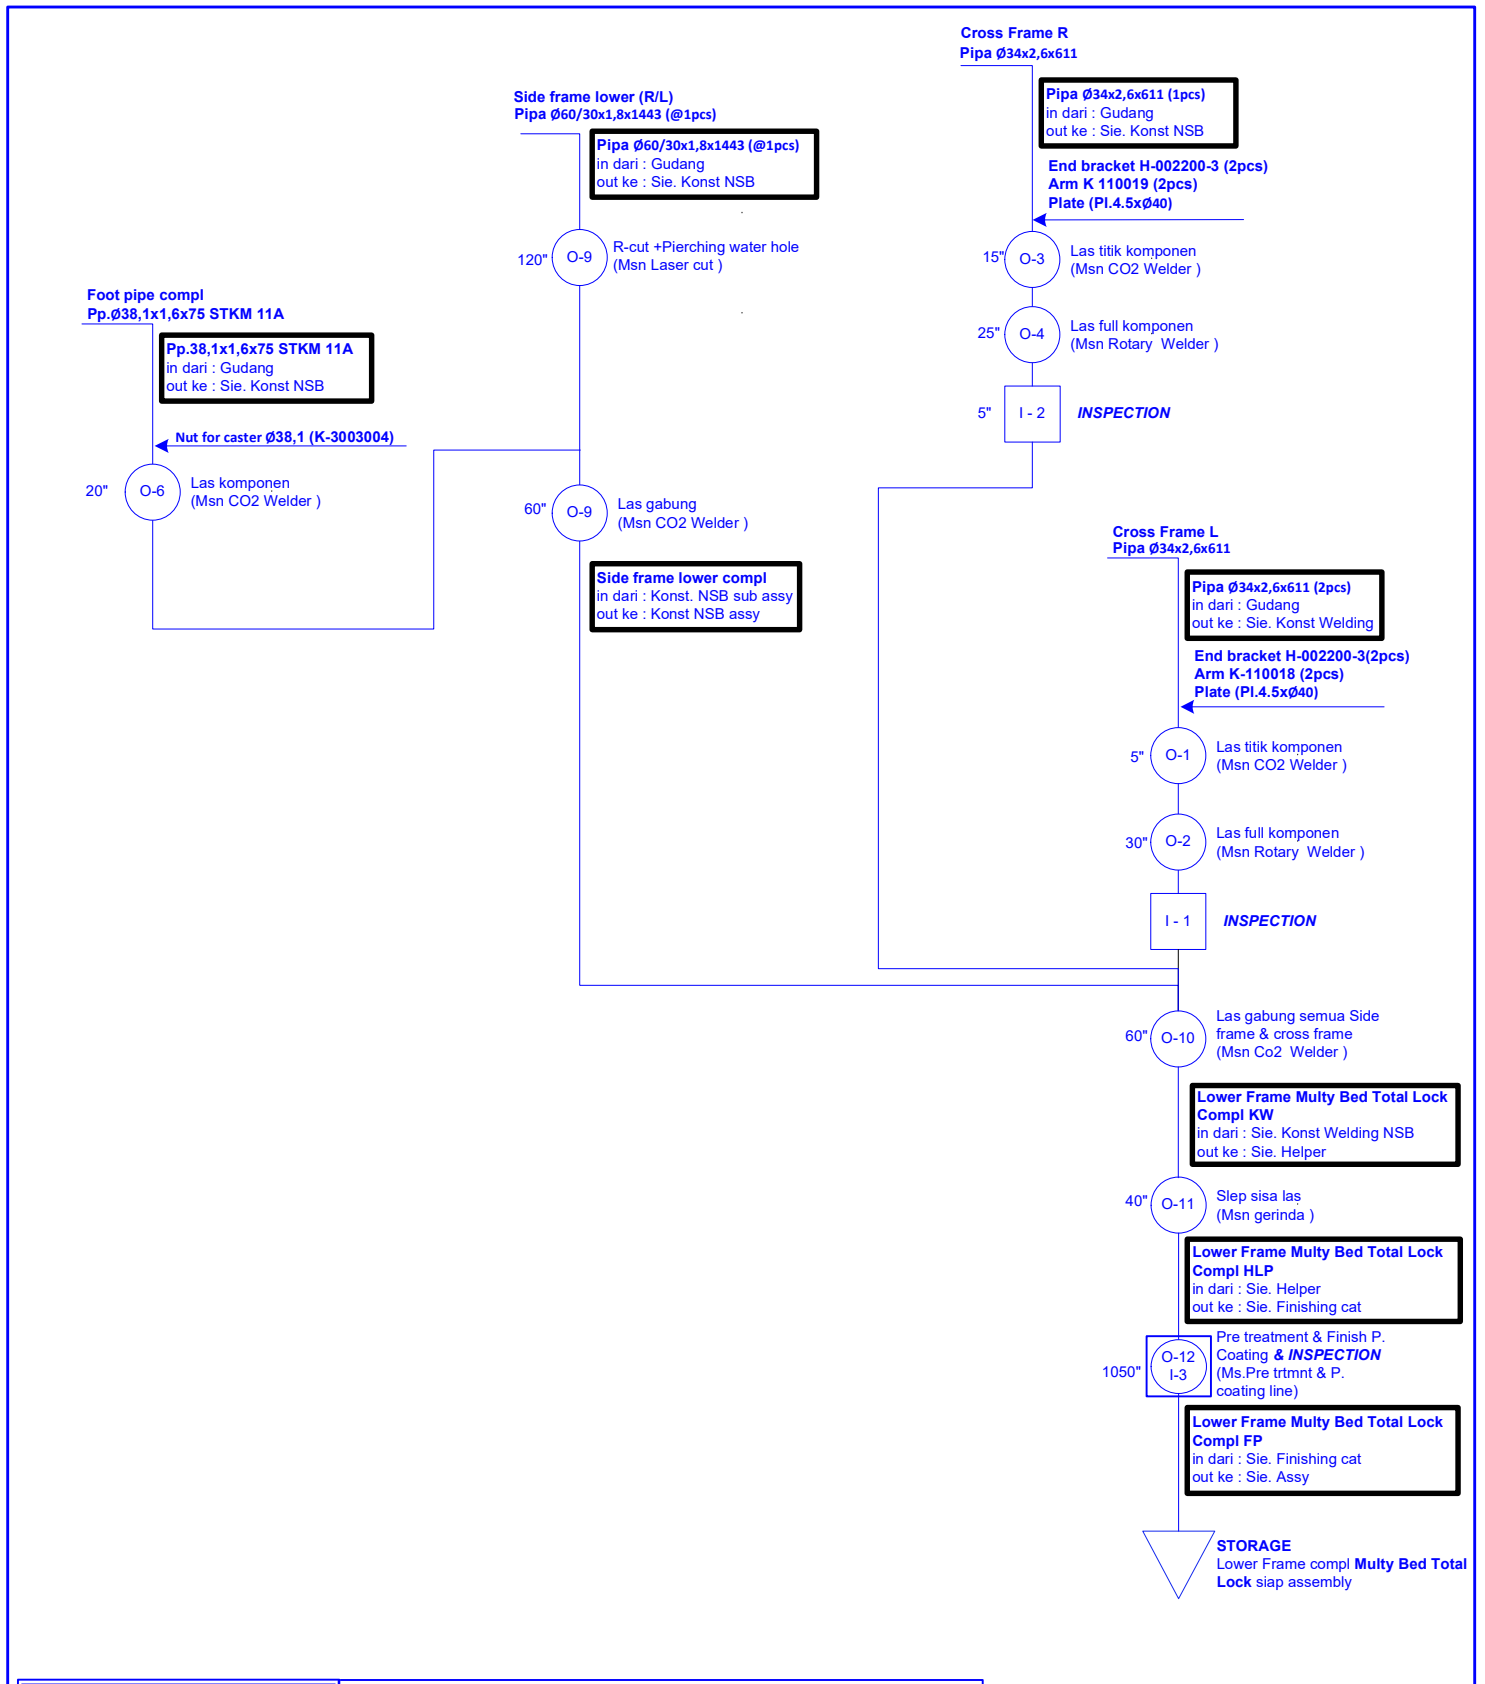 Cross Frame R
Pipa Ø34x2,6x611
Pipa Ø34x2,6x611 (1pcs)
in dari : Gudang
out ke : Sie. Konst NSB
End bracket H-002200-3 (2pcs)
Arm K 110019 (2pcs)
Plate (Pl.4.5xØ40)
15"
O-3
Las titik komponen
(Msn CO2 Welder )
25"
O-4
Las full komponen
(Msn Rotary  Welder )
5"
I - 2
INSPECTION
Side frame lower (R/L)
Pipa Ø60/30x1,8x1443 (@1pcs)
Pipa Ø60/30x1,8x1443 (@1pcs)
in dari : Gudang
out ke : Sie. Konst NSB
120"
O-9
R-cut +Pierching water hole
(Msn Laser cut )
Foot pipe compl
Pp.Ø38,1x1,6x75 STKM 11A
Pp.38,1x1,6x75 STKM 11A
in dari : Gudang
out ke : Sie. Konst NSB
Nut for caster Ø38,1 (K-3003004)
20"
O-6
Las komponen
(Msn CO2 Welder )
60"
O-9
Las gabung
(Msn CO2 Welder )
Side frame lower compl
in dari : Konst. NSB sub assy
out ke : Konst NSB assy
Cross Frame L
Pipa Ø34x2,6x611
Pipa Ø34x2,6x611 (2pcs)
in dari : Gudang
out ke : Sie. Konst Welding
End bracket H-002200-3(2pcs)
Arm K-110018 (2pcs)
Plate (Pl.4.5xØ40)
5"
O-1
Las titik komponen
(Msn CO2 Welder )
30"
O-2
Las full komponen
(Msn Rotary  Welder )
I - 1
INSPECTION
60"
O-10
Las gabung semua Side
frame & cross frame
(Msn Co2  Welder )
Lower Frame Multy Bed Total Lock
Compl KW
in dari : Sie. Konst Welding NSB
out ke : Sie. Helper
40"
O-11
Slep sisa las
(Msn gerinda )
Lower Frame Multy Bed Total Lock
Compl HLP
in dari : Sie. Helper
out ke : Sie. Finishing cat
1050"
O-12
I-3
Pre treatment & Finish P.
Coating & INSPECTION
(Ms.Pre trtmnt & P.
coating line)
Lower Frame Multy Bed Total Lock
Compl FP
in dari : Sie. Finishing cat
out ke : Sie. Assy
STORAGE
Lower Frame compl Multy Bed Total
Lock siap assembly